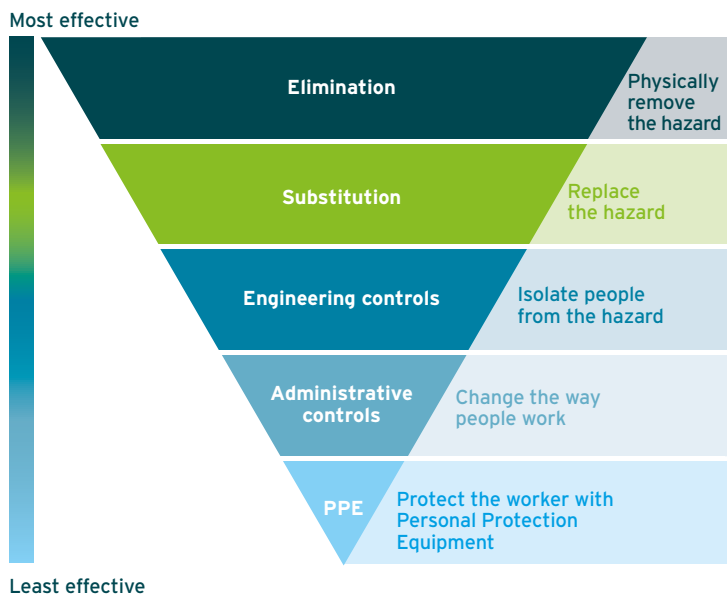 Most effective
Elimination
Physically
remove
the hazard
Substitution
Replace
the hazard
Engineering controls
Isolate people
from the hazard
Administrative
controls
Change the way
people work
PPE
Protect the worker with
Personal Protection
Equipment
Least effective